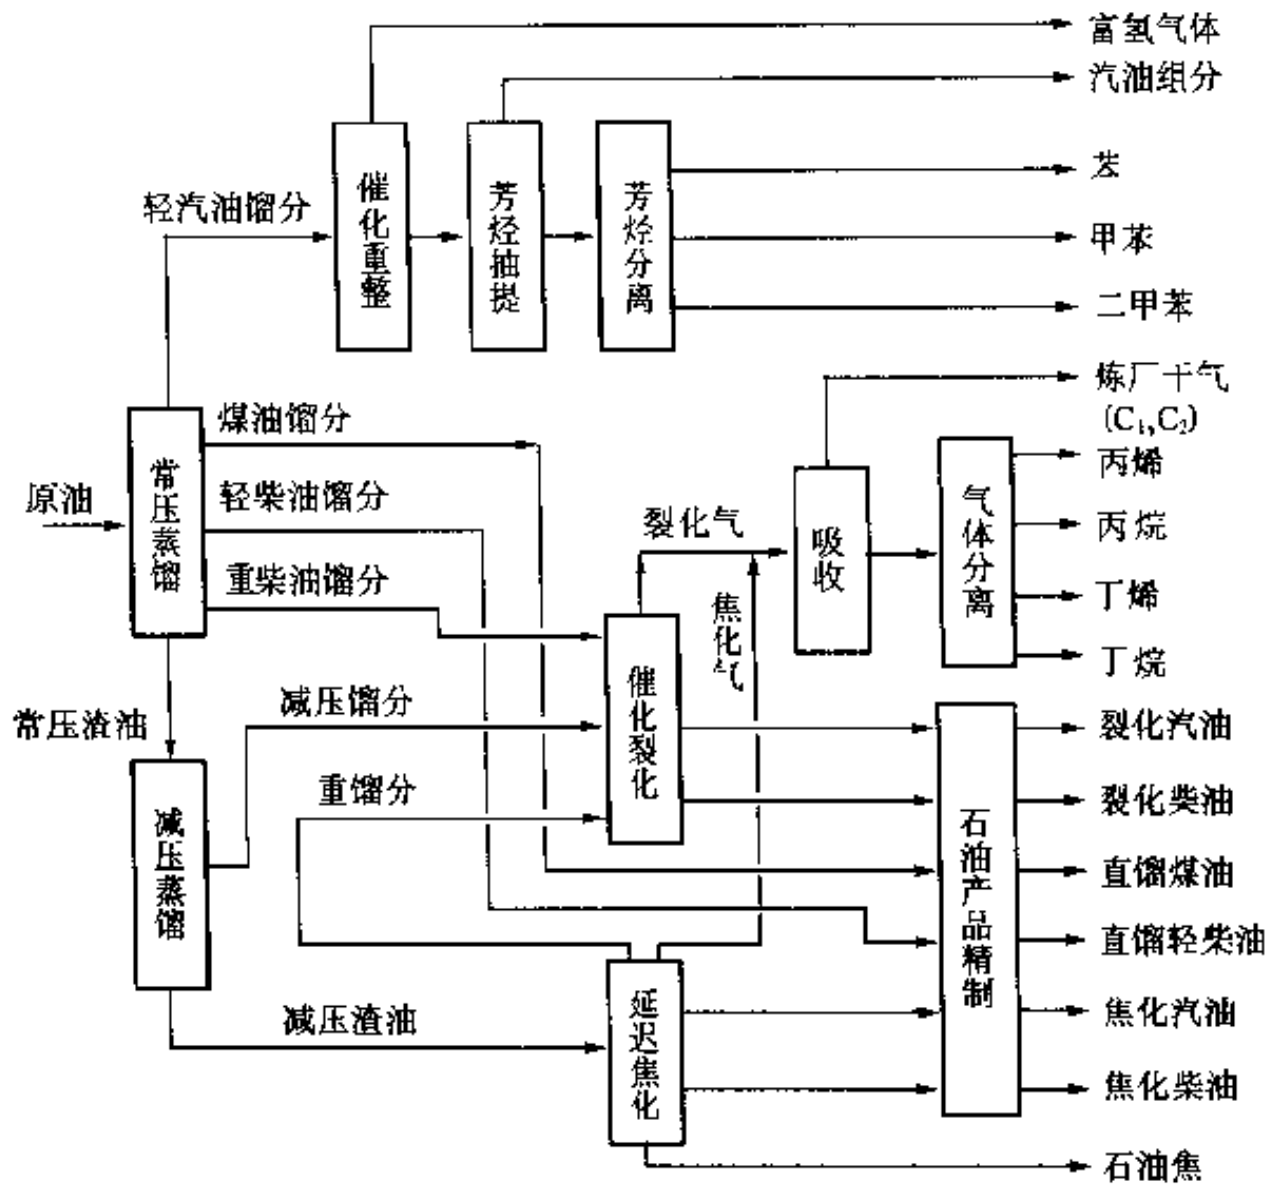 富氢气体
汽油组分
催化重整
芳烃抽提
芳烃分离
苯
轻汽油馏分
甲苯
二甲苯
炼厂干气
(C₁,C₂)
煤油馏分
常压蒸馏
原油
轻柴油馏分
重柴油馏分
裂化气
吸收
气体分离
丙烯
丙烷
丁烯
丁烷
焦化气
常压渣油
减压馏分
催化裂化
重馏分
减压蒸馏
石油产品精制
裂化汽油
裂化柴油
直馏煤油
直馏轻柴油
减压渣油
延迟焦化
焦化汽油
焦化柴油
石油焦